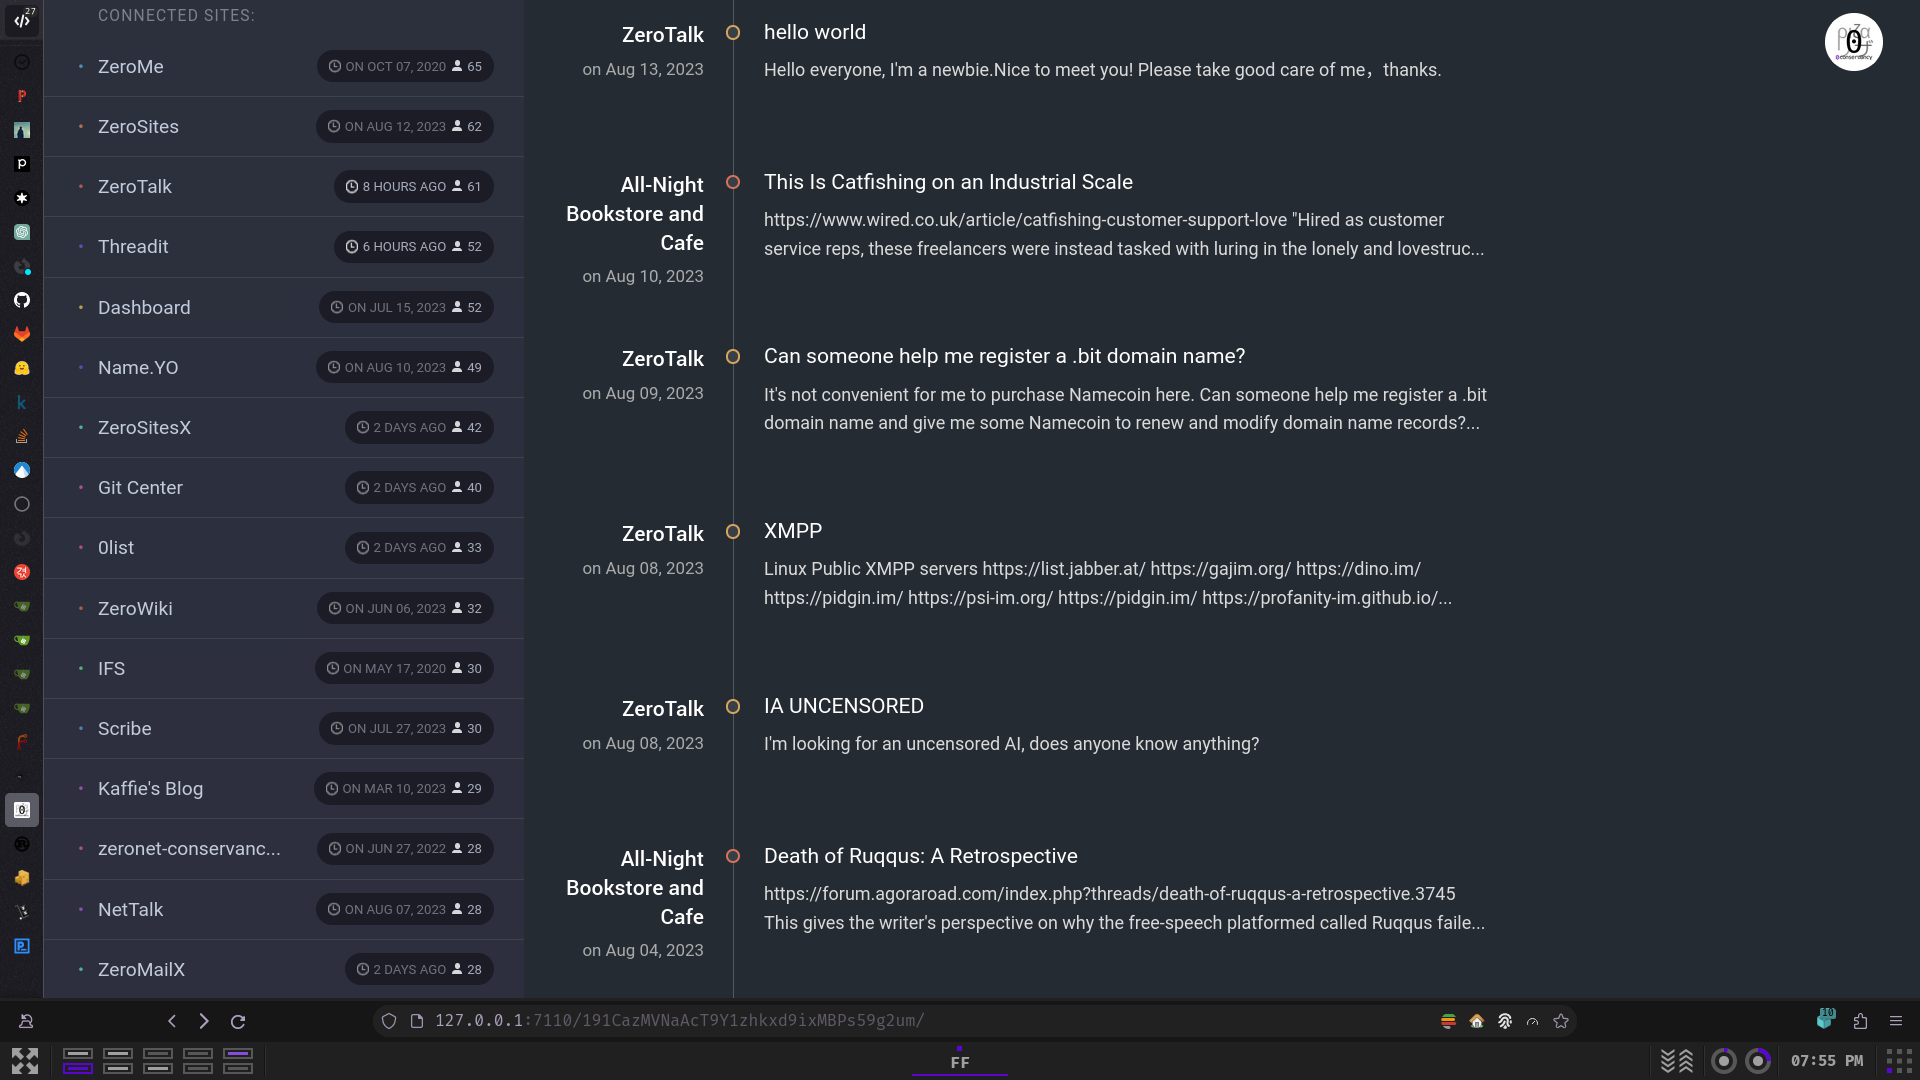 27
CONNECTED SITES:
ZeroMe ON OCT 07, 2020 65
ZeroSites ON AUG 12, 2023 62
ZeroTalk 8 HOURS AGO 61
Threadit 6 HOURS AGO 52
Dashboard ON JUL 15, 2023 52
Name.YO ON AUG 10, 2023 49
ZeroSitesX 2 DAYS AGO 42
Git Center 2 DAYS AGO 40
0list 2 DAYS AGO 33
ZeroWiki ON JUN 06, 2023 32
IFS ON MAY 17, 2020 30
Scribe ON JUL 27, 2023 30
Kaffie's Blog ON MAR 10, 2023 29
zeronet-conservanc... ON JUN 27, 2022 28
NetTalk ON AUG 07, 2023 28
ZeroMailX 2 DAYS AGO 28
ZeroTalk
on Aug 13, 2023
hello world
Hello everyone, I'm a newbie.Nice to meet you! Please take good care of me，thanks.
All-Night
Bookstore and
Cafe
on Aug 10, 2023
This Is Catfishing on an Industrial Scale
https://www.wired.co.uk/article/catfishing-customer-support-love "Hired as customer
service reps, these freelancers were instead tasked with luring in the lonely and lovestruc...
ZeroTalk
on Aug 09, 2023
Can someone help me register a .bit domain name?
It's not convenient for me to purchase Namecoin here. Can someone help me register a .bit
domain name and give me some Namecoin to renew and modify domain name records?...
ZeroTalk
on Aug 08, 2023
XMPP
Linux Public XMPP servers https://list.jabber.at/ https://gajim.org/ https://dino.im/
https://pidgin.im/ https://psi-im.org/ https://pidgin.im/ https://profanity-im.github.io/...
ZeroTalk
on Aug 08, 2023
IA UNCENSORED
I'm looking for an uncensored AI, does anyone know anything?
All-Night
Bookstore and
Cafe
on Aug 04, 2023
Death of Ruqqus: A Retrospective
https://forum.agoraroad.com/index.php?threads/death-of-ruqqus-a-retrospective.3745
This gives the writer's perspective on why the free-speech platformed called Ruqqus faile...
127.0.0.1:7110/191CazMVNaAcT9Y1zhkxd9ixMBPs59g2um/
10
FF
07:55 PM